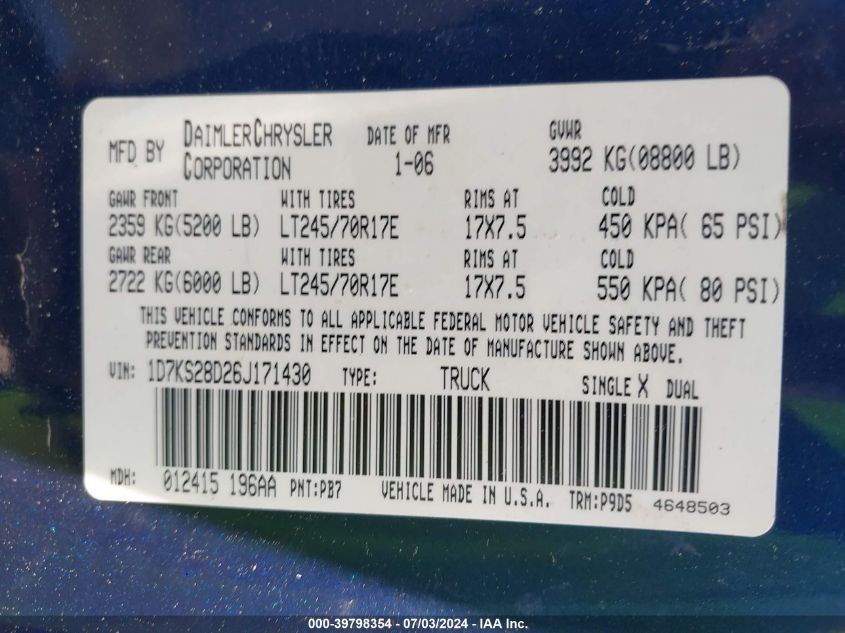 MFD BY DAIMLERCHRYSLER CORPORATION DATE OF MFR 1-06 GVWR 3992 KG(08800 LB)
GAWR FRONT WITH TIRES RIMS AT COLD
2359 KG(5200 LB) LT245/70R17E 17X7.5 450 KPA( 65 PSI)
GAWR REAR WITH TIRES RIMS AT COLD
2722 KG(6000 LB) LT245/70R17E 17X7.5 550 KPA( 80 PSI)
THIS VEHICLE CONFORMS TO ALL APPLICABLE FEDERAL MOTOR VEHICLE SAFETY AND THEFT
PREVENTION STANDARDS IN EFFECT ON THE DATE OF MANUFACTURE SHOWN ABOVE.
VIN: 1D7KS28D26J171430 TYPE: TRUCK SINGLE X DUAL
MDH: 012415 196AA PNT:PB7 VEHICLE MADE IN U.S.A. TRM:P9D5 4648503
000-39798354 - 07/03/2024 - IAA Inc.